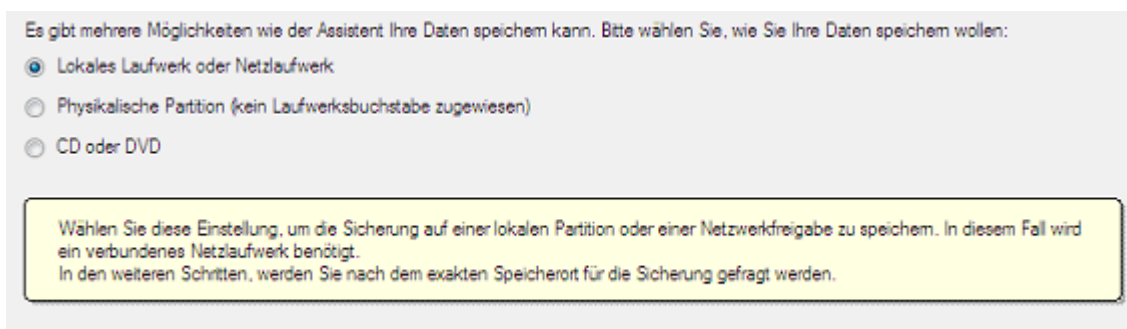 Es gibt mehrere Möglichkeiten wie der Assistent Ihre Daten speichern kann. Bitte wählen Sie, wie Sie Ihre Daten speichern wollen:
Lokales Laufwerk oder Netzlaufwerk
Physikalische Partition (kein Laufwerksbuchstabe zugewiesen)
CD oder DVD
Wählen Sie diese Einstellung, um die Sicherung auf einer lokalen Partition oder einer Netzwerkfreigabe zu speichern. In diesem Fall wird
ein verbundenes Netzlaufwerk benötigt.
In den weiteren Schritten, werden Sie nach dem exakten Speicherort für die Sicherung gefragt werden.